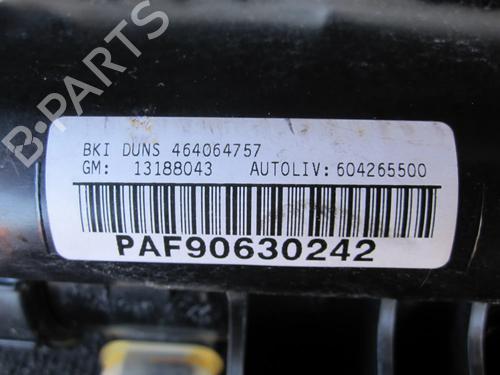 B-PARTS
BKI DUNS 464064757
GM: 13188043 AUTOLIV: 604265500
PAF90630242